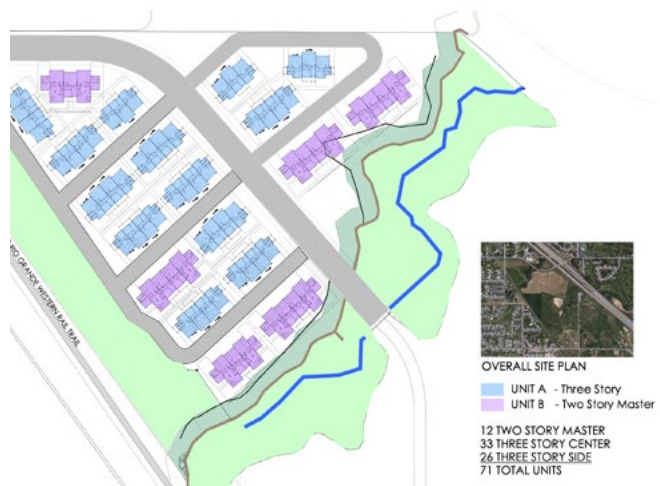 RIO GRANDE WESTERN RAIL TRAIL
OVERALL SITE PLAN
UNIT A - Three Story
UNIT B - Two Story Master
12 TWO STORY MASTER
33 THREE STORY CENTER
26 THREE STORY SIDE
71 TOTAL UNITS